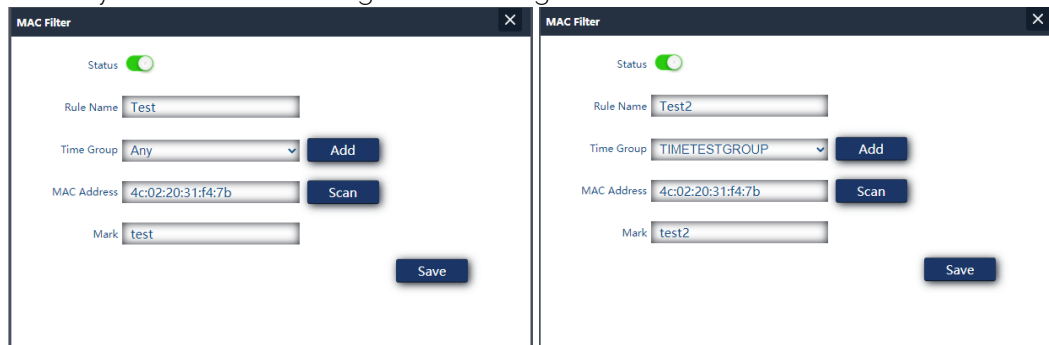 MAC Filter
Status
Rule Name Test
Time Group Any Add
MAC Address 4c:02:20:31:f4:7b Scan
Mark test
Save
MAC Filter
Status
Rule Name Test2
Time Group TIMETESTGROUP Add
MAC Address 4c:02:20:31:f4:7b Scan
Mark test2
Save